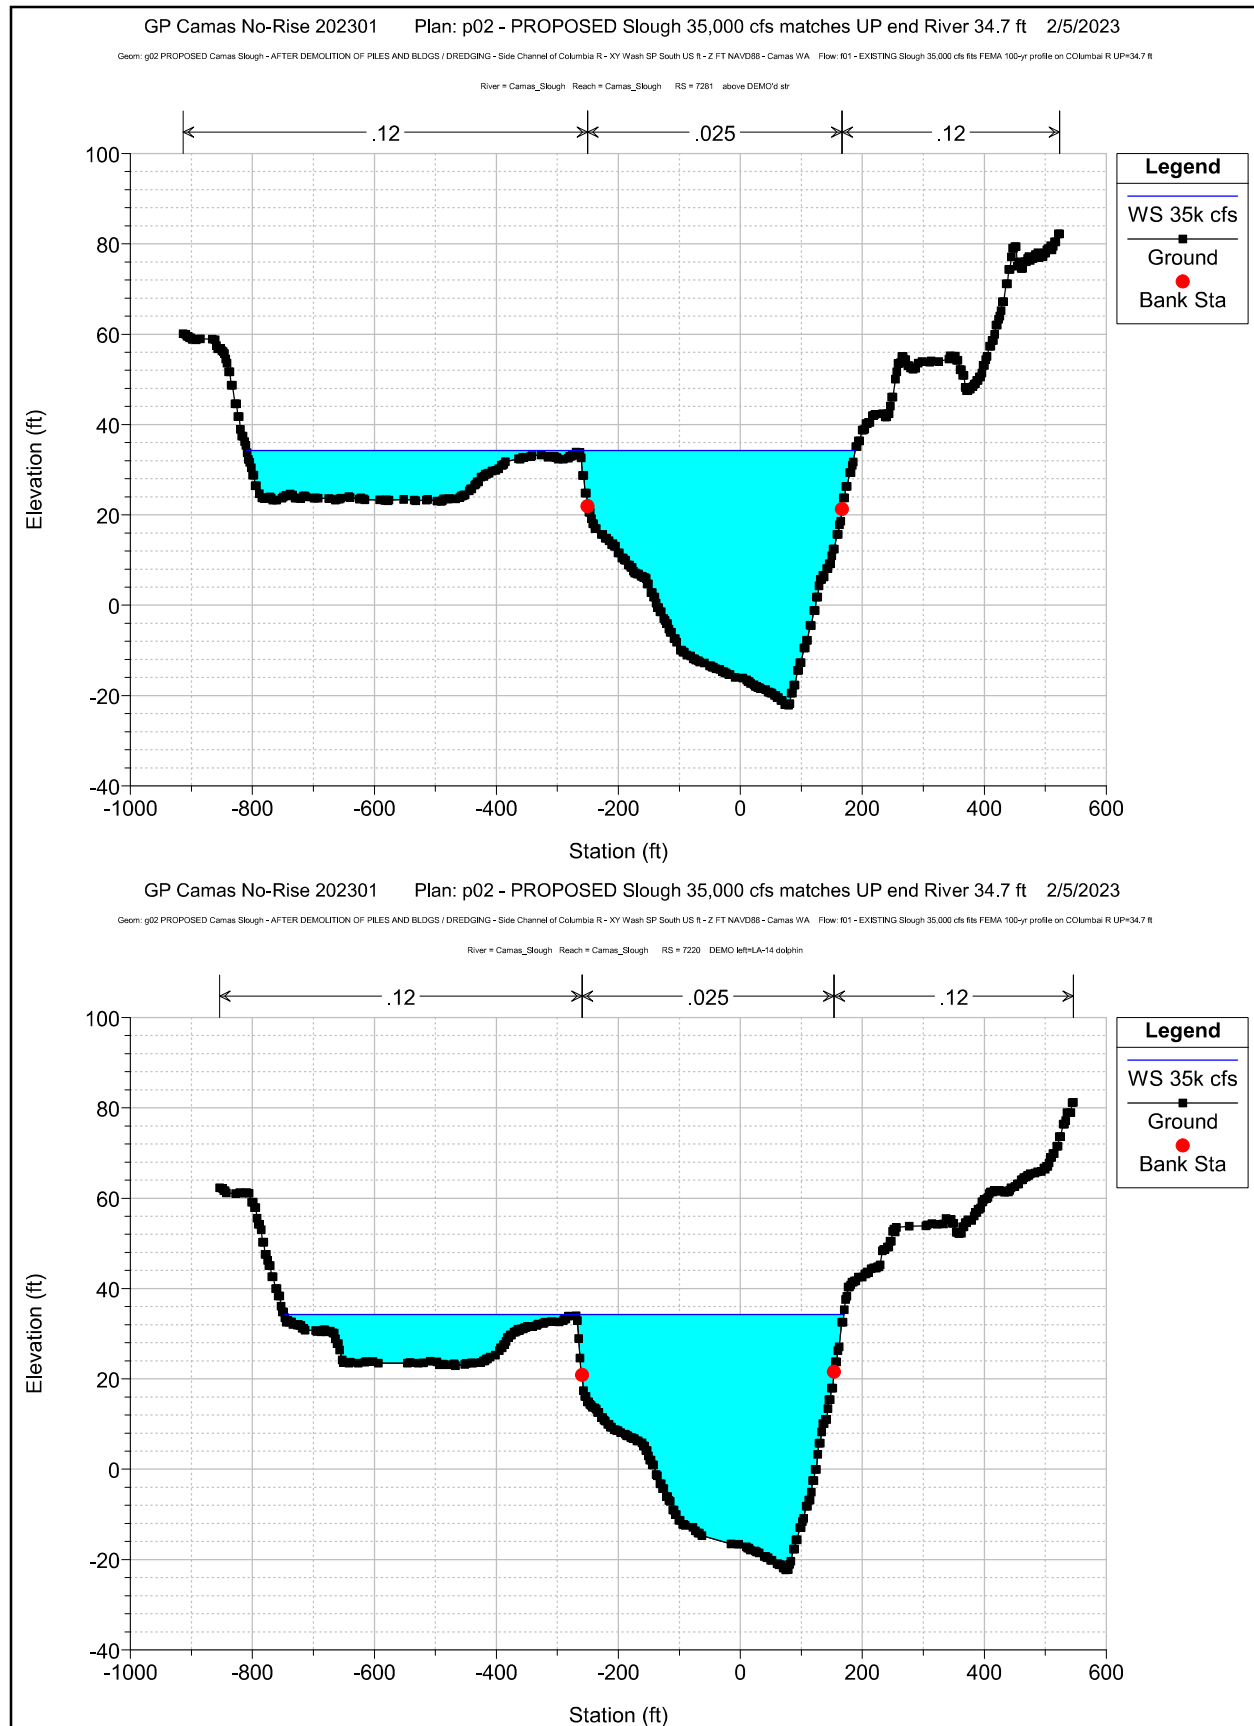 GP Camas No-Rise 202301 Plan: p02 - PROPOSED Slough 35,000 cfs matches UP end River 34.7 ft 2/5/2023
Geom: g02 PROPOSED Camas Slough - AFTER DEMOLITION OF PILES AND BLDGS / DREDGING - Side Channel of Columbia R - XY Wash SP South US ft - Z FT NAVD88 - Camas WA Flow: f01 - EXISTING Slough 35,000 cfs fits FEMA 100-yr profile on COlumbai R UP=34.7 ft
River = Camas_Slough Reach = Camas_Slough RS = 7281 above DEMO'd str
.12 .025 .12
100
80
60
40
20
0
-20
-40
Elevation (ft)
-1000 -800 -600 -400 -200 0 200 400 600
Station (ft)
Legend
WS 35k cfs
Ground
Bank Sta
GP Camas No-Rise 202301 Plan: p02 - PROPOSED Slough 35,000 cfs matches UP end River 34.7 ft 2/5/2023
Geom: g02 PROPOSED Camas Slough - AFTER DEMOLITION OF PILES AND BLDGS / DREDGING - Side Channel of Columbia R - XY Wash SP South US ft - Z FT NAVD88 - Camas WA Flow: f01 - EXISTING Slough 35,000 cfs fits FEMA 100-yr profile on COlumbai R UP=34.7 ft
River = Camas_Slough Reach = Camas_Slough RS = 7220 DEMO left=LA-14 dolphin
.12 .025 .12
100
80
60
40
20
0
-20
-40
Elevation (ft)
-1000 -800 -600 -400 -200 0 200 400 600
Station (ft)
Legend
WS 35k cfs
Ground
Bank Sta